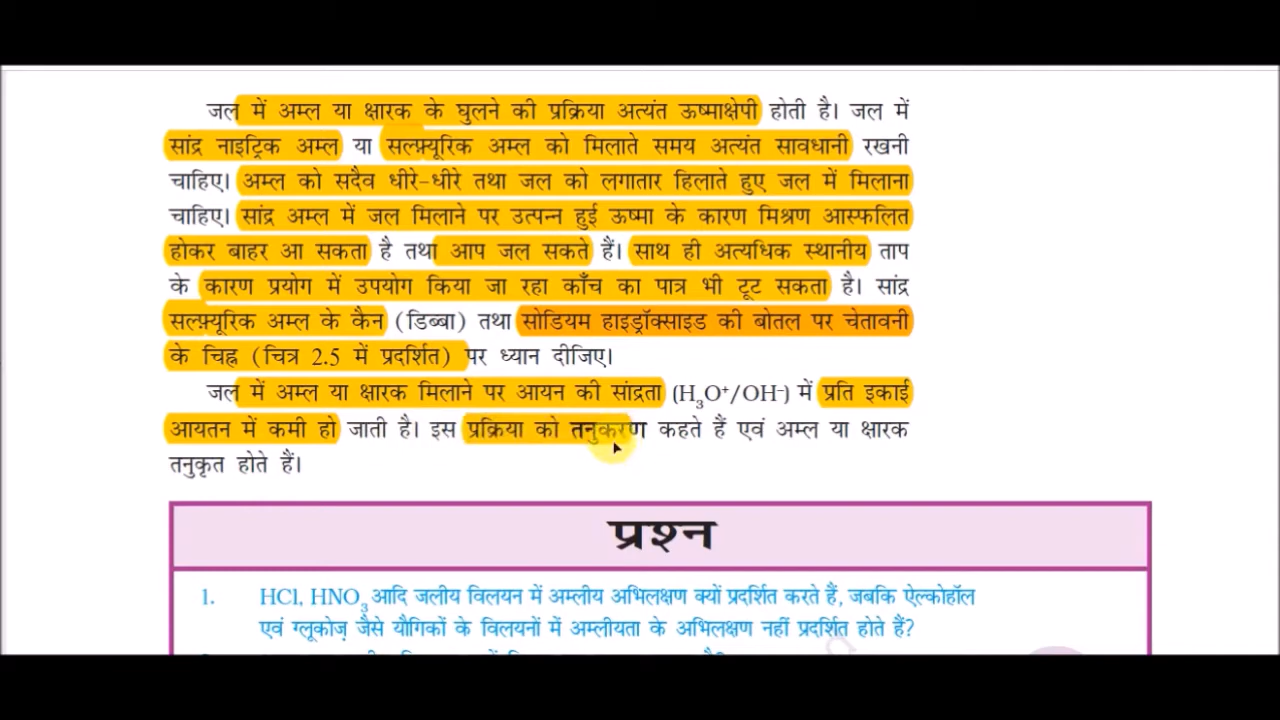 जल में अम्ल या क्षारक के घुलने की प्रक्रिया अत्यंत ऊष्माक्षेपी होती है। जल में
सांद्र नाइट्रिक अम्ल या सल्फ़्यूरिक अम्ल को मिलाते समय अत्यंत सावधानी रखनी
चाहिए। अम्ल को सदैव धीरे-धीरे तथा जल को लगातार हिलाते हुए जल में मिलाना
चाहिए। सांद्र अम्ल में जल मिलाने पर उत्पन्न हुई ऊष्मा के कारण मिश्रण आस्फलित
होकर बाहर आ सकता है तथा आप जल सकते हैं। साथ ही अत्यधिक स्थानीय ताप
के कारण प्रयोग में उपयोग किया जा रहा काँच का पात्र भी टूट सकता है। सांद्र
सल्फ़्यूरिक अम्ल के कैन (डिब्बा) तथा सोडियम हाइड्रॉक्साइड की बोतल पर चेतावनी
के चिह्न (चित्र 2.5 में प्रदर्शित) पर ध्यान दीजिए।
जल में अम्ल या क्षारक मिलाने पर आयन की सांद्रता (H₃O⁺/OH⁻) में प्रति इकाई
आयतन में कमी हो जाती है। इस प्रक्रिया को तनुकरण कहते हैं एवं अम्ल या क्षारक
तनुकृत होते हैं।
प्रश्न
1. HCl, HNO₃ आदि जलीय विलयन में अम्लीय अभिलक्षण क्यों प्रदर्शित करते हैं, जबकि ऐल्कोहॉल
एवं ग्लूकोज़ जैसे यौगिकों के विलयनों में अम्लीयता के अभिलक्षण नहीं प्रदर्शित होते हैं?